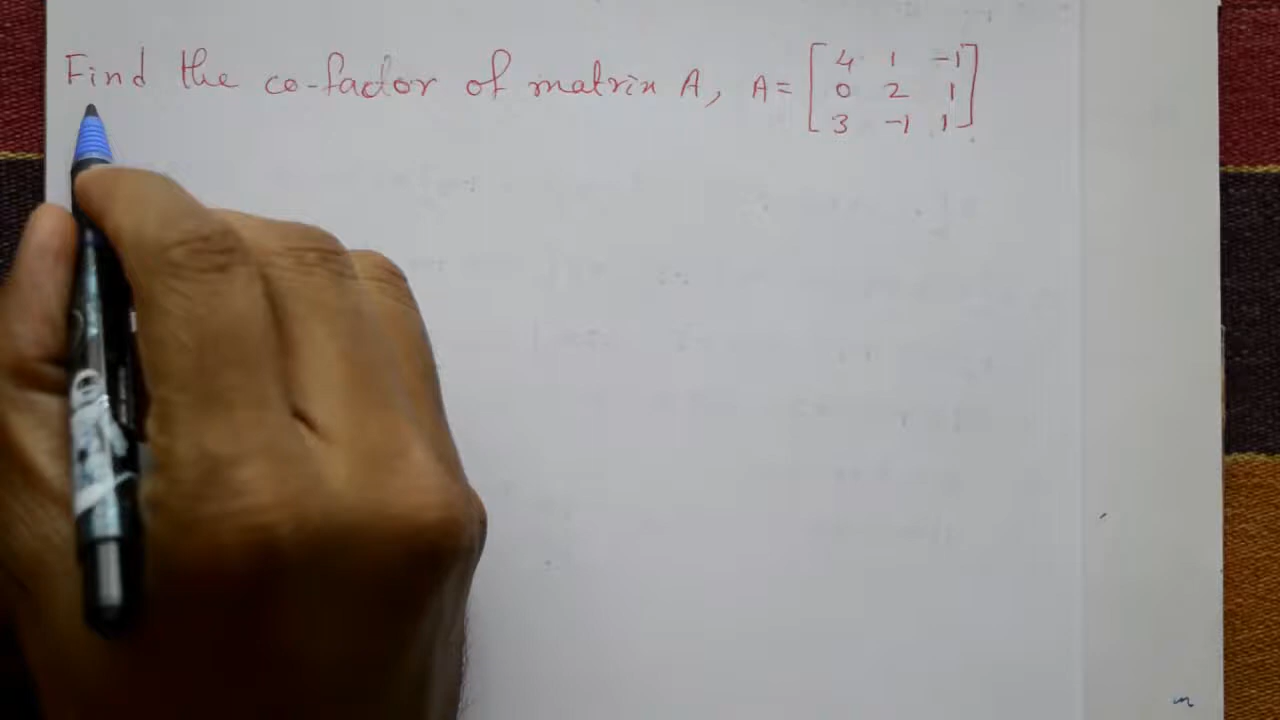 Find the co-factor of matrix A, A = [ 4 1 -1
0 2 1
3 -1 1 ]